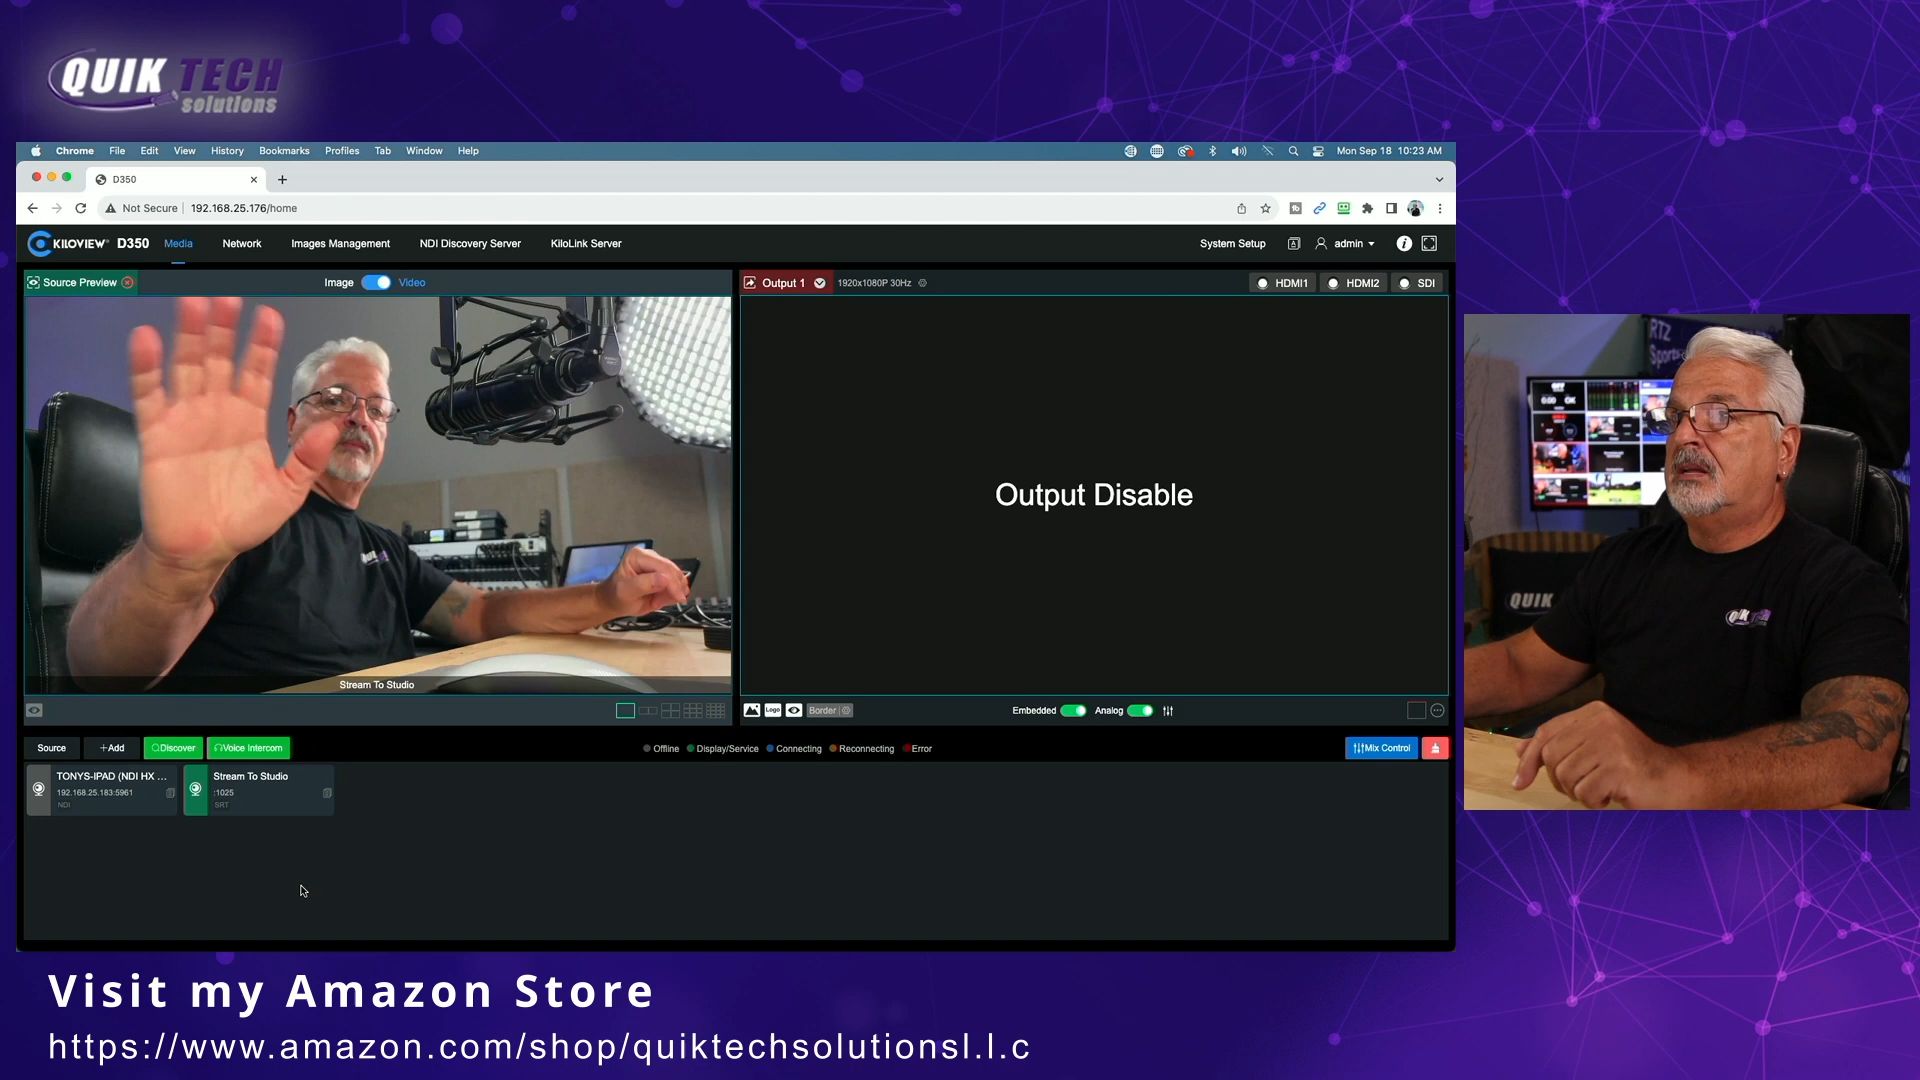 QUIK TECH
solutions
Chrome File Edit View History Bookmarks Profiles Tab Window Help
Mon Sep 18 10:23 AM
D350
Not Secure 192.168.25.176/home
KILOVIEW D350 Media Network Images Management NDI Discovery Server KiloLink Server System Setup admin
Source Preview Image Video
Output 1 1920x1080P 30Hz HDMI1 HDMI2 SDI
RTZ
Sports
Output Disable
QUIK
Stream To Studio
Logo Border Embedded Analog
Source +Add Discover Voice Intercom Offline Display/Service Connecting Reconnecting Error Mix Control
TONYS-IPAD (NDI HX ...
192.168.25.183:5961
NDI
Stream To Studio
:1025
SRT
Visit my Amazon Store
https://www.amazon.com/shop/quiktechsolutionsl.l.c